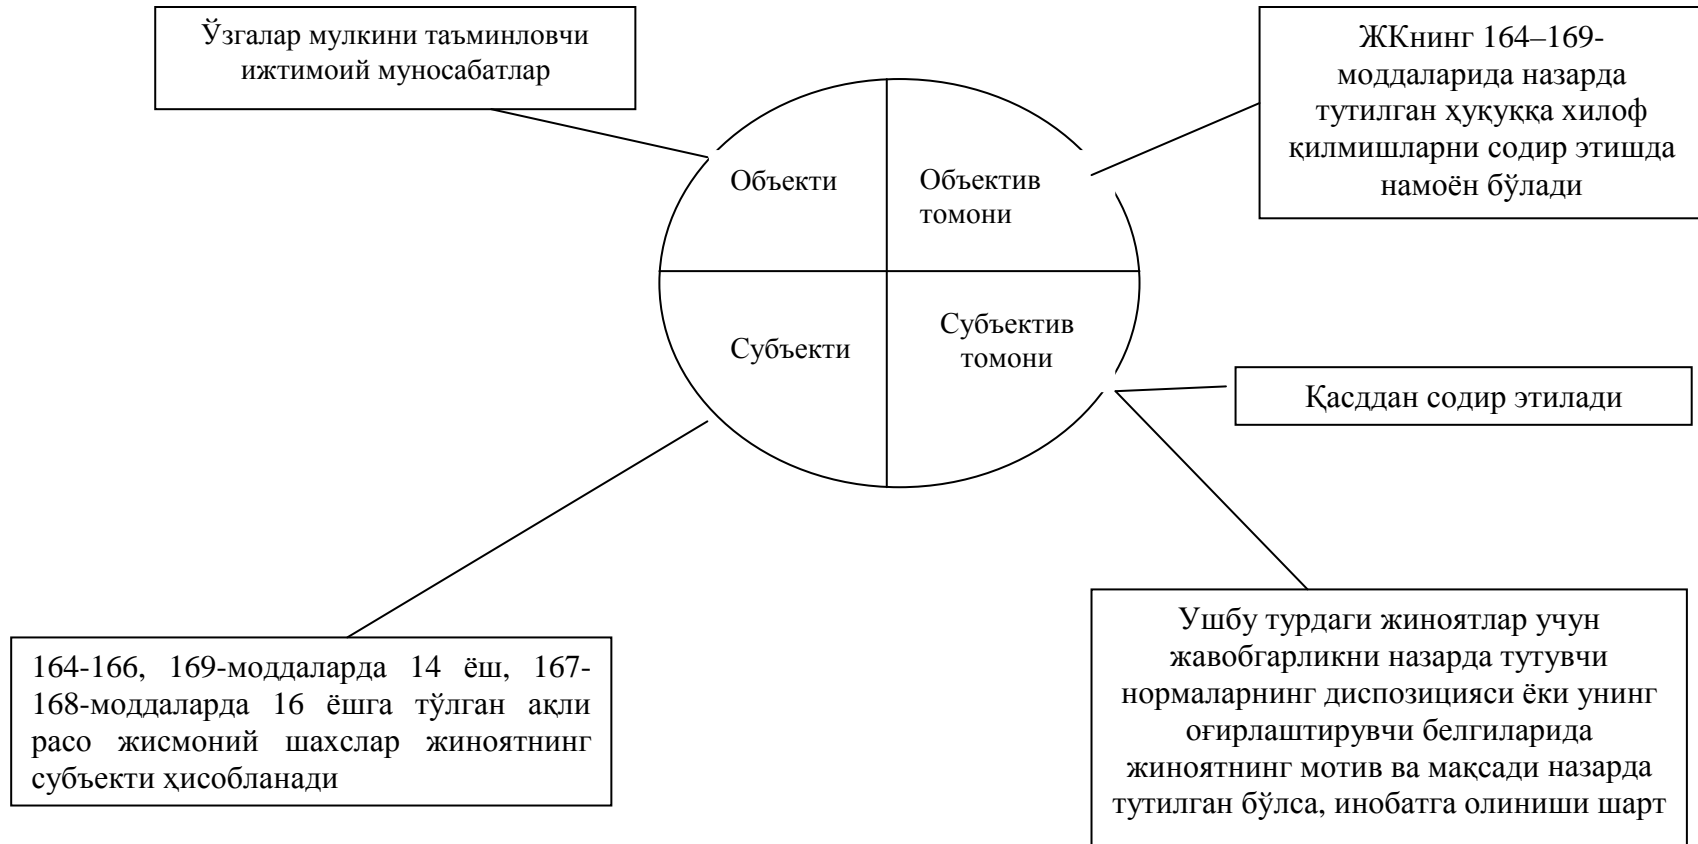 Ўзгалар мулкини таъминловчи
ижтимоий муносабатлар
ЖКнинг 164–169-
моддаларида назарда
тутилган ҳуқуққа хилоф
қилмишларни содир этишда
намоён бўлади
Объекти
Объектив
томони
Субъекти
Субъектив
томони
Қасддан содир этилади
164-166, 169-моддаларда 14 ёш, 167-
168-моддаларда 16 ёшга тўлган ақли
расо жисмоний шахслар жиноятнинг
субъекти ҳисобланади
Ушбу турдаги жиноятлар учун
жавобгарликни назарда тутувчи
нормаларнинг диспозицияси ёки унинг
оғирлаштирувчи белгиларида
жиноятнинг мотив ва мақсади назарда
тутилган бўлса, инобатга олиниши шарт